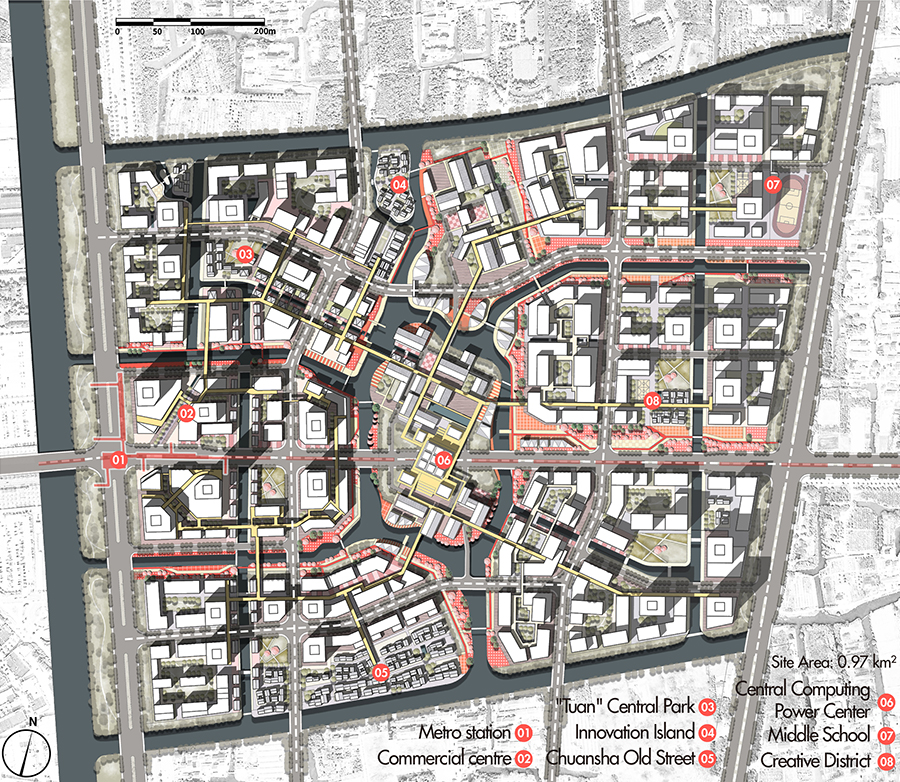 0 50 100 200m
04
07
03
08
02
01
06
05
N
Site Area: 0.97 km²
Metro station 01
Commercial centre 02
"Tuan" Central Park 03
Innovation Island 04
Chuansha Old Street 05
Central Computing
Power Center 06
Middle School 07
Creative District 08